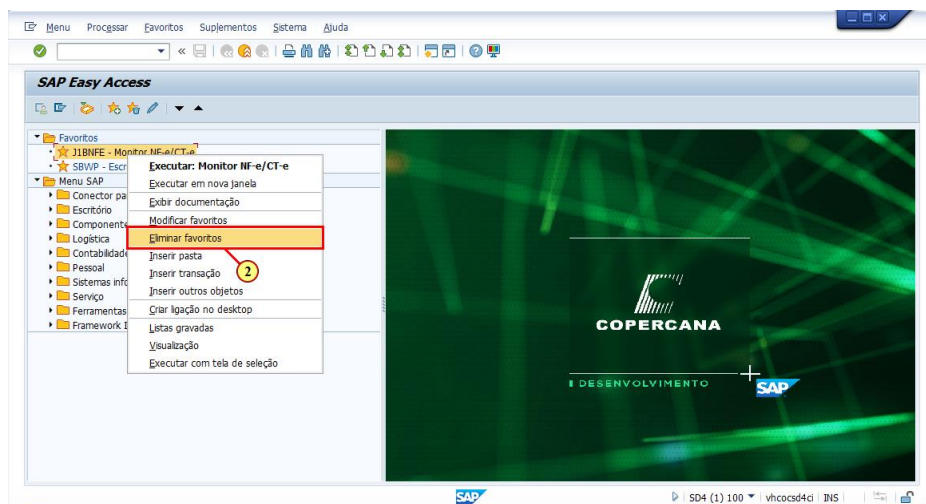 Menu Processar Favoritos Suplementos Sistema Ajuda
SAP Easy Access
Favoritos
J1BNFE - Monitor NF-e/CT-e
SBWP - Escr
Menu SAP
Conector pa
Escritório
Componente
Logística
Contabilidade
Pessoal
Sistemas info
Serviço
Ferramentas
Framework I
Executar: Monitor NF-e/CT-e
Executar em nova janela
Exibir documentação
Modificar favoritos
Eliminar favoritos
Inserir pasta
Inserir transação
Inserir outros objetos
Criar ligação no desktop
Listas gravadas
Visualização
Executar com tela de seleção
2
COPERCANA
DESENVOLVIMENTO
SAP
SAP
SD4 (1) 100 vhcocsd4ci INS